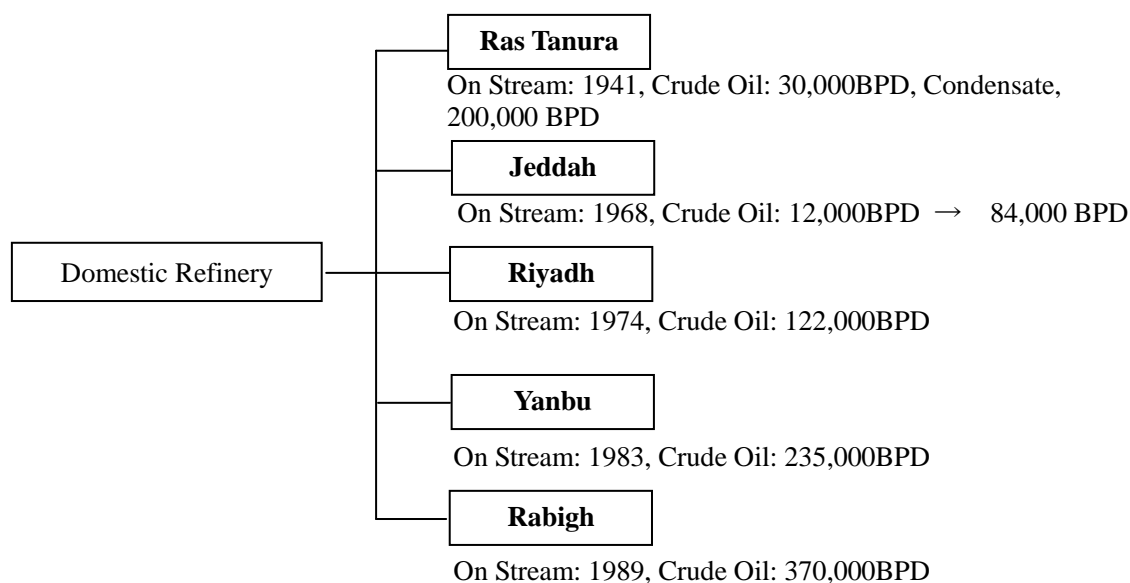 Ras Tanura
On Stream: 1941, Crude Oil: 30,000BPD, Condensate,
200,000 BPD
Jeddah
On Stream: 1968, Crude Oil: 12,000BPD → 84,000 BPD
Domestic Refinery
Riyadh
On Stream: 1974, Crude Oil: 122,000BPD
Yanbu
On Stream: 1983, Crude Oil: 235,000BPD
Rabigh
On Stream: 1989, Crude Oil: 370,000BPD